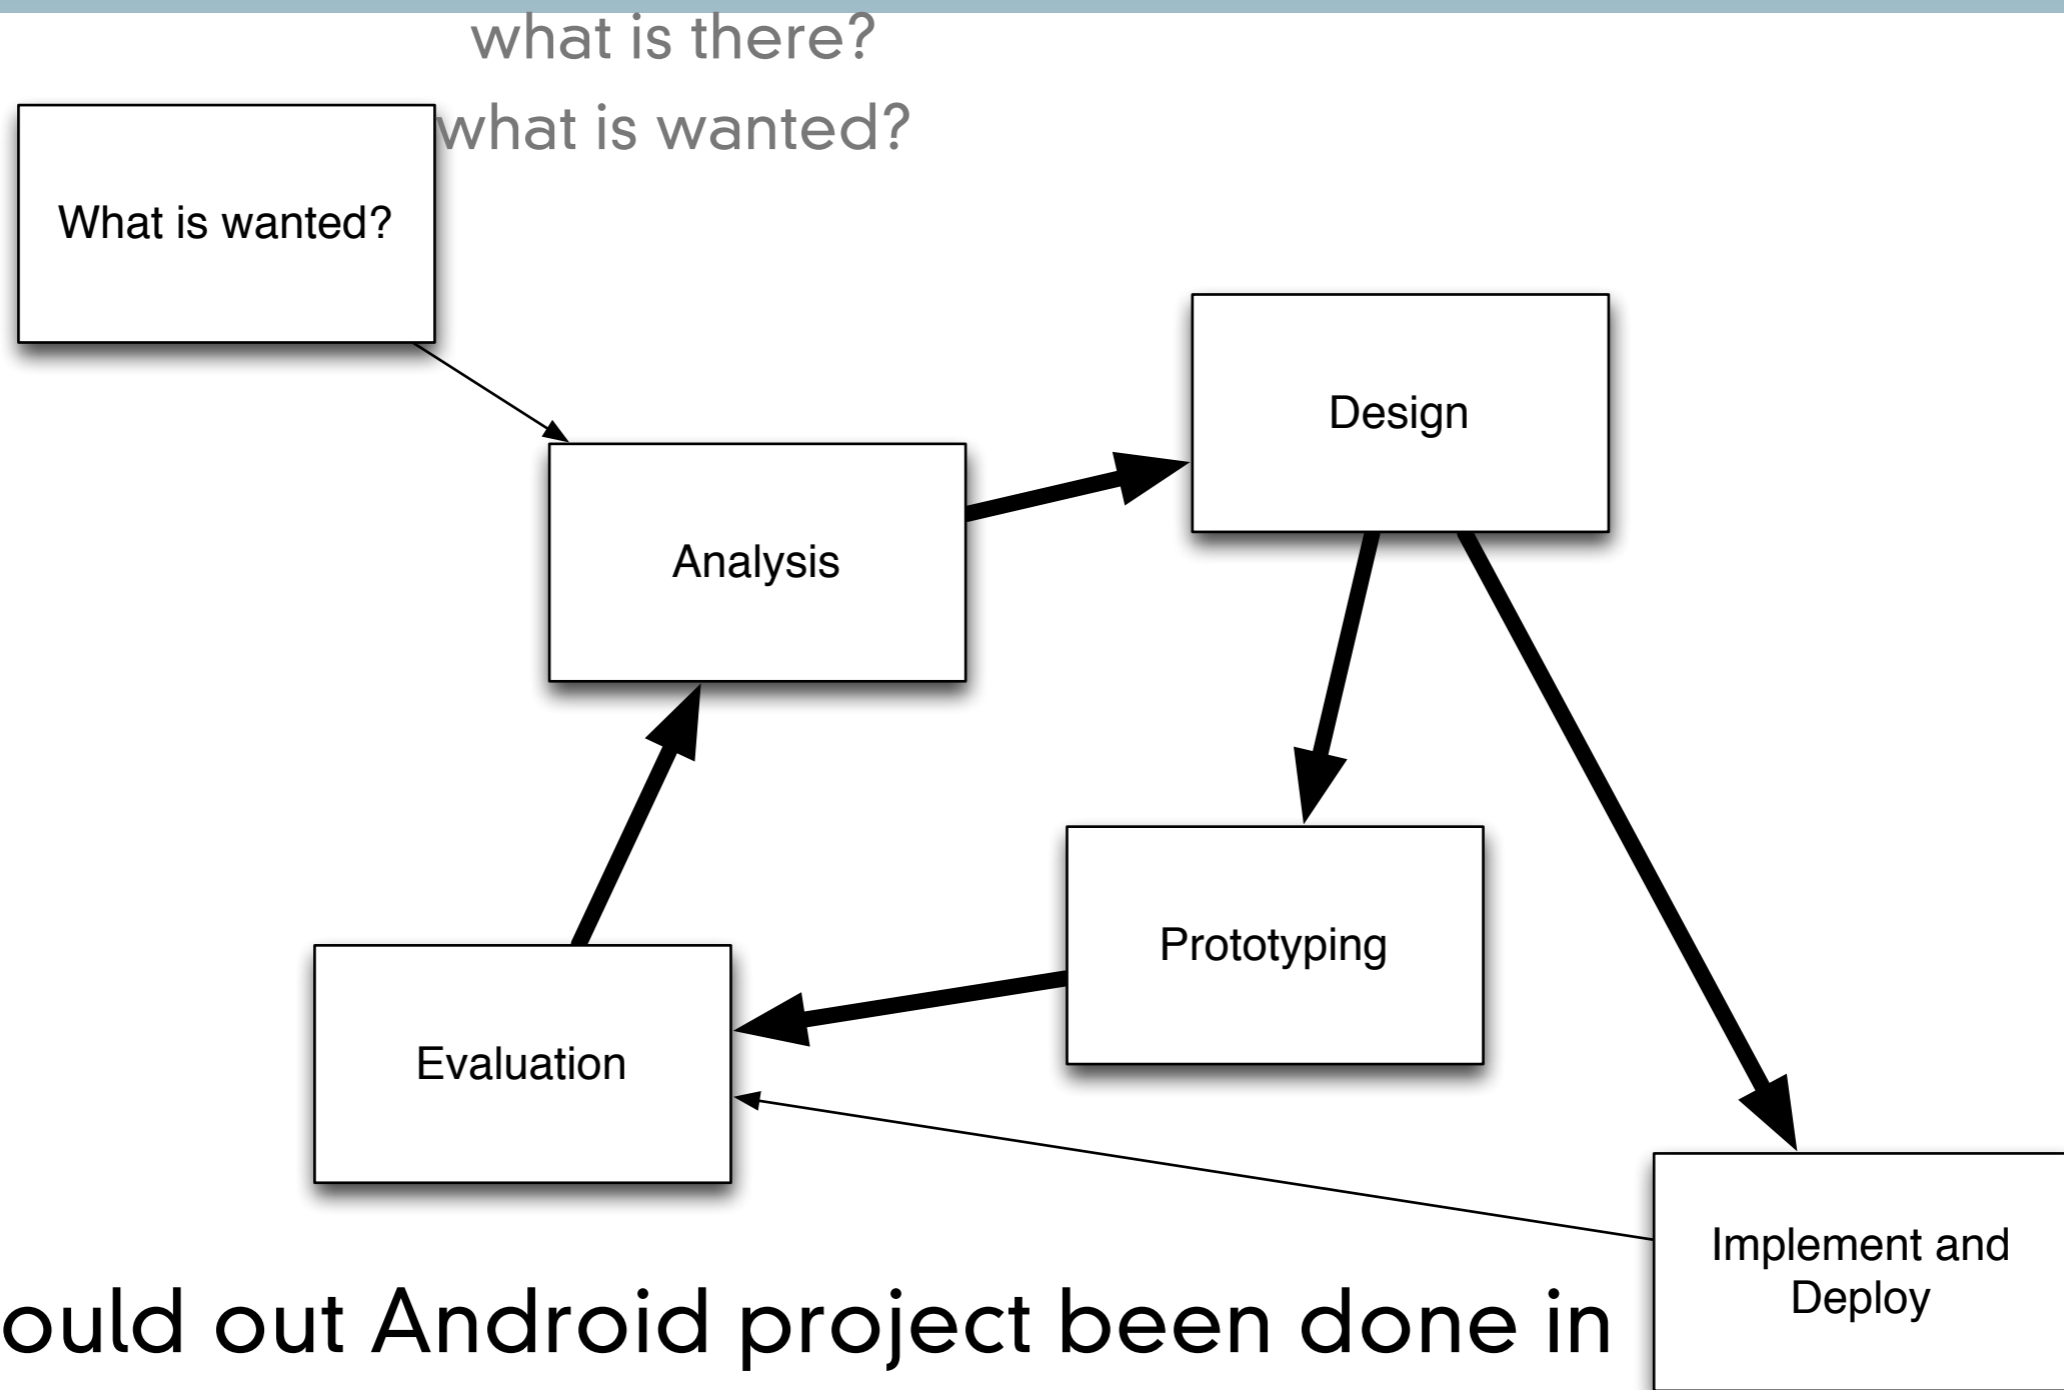 what is there?
what is wanted?
What is wanted?
Design
Analysis
Prototyping
Evaluation
Implement and
Deploy
ould out Android project been done in